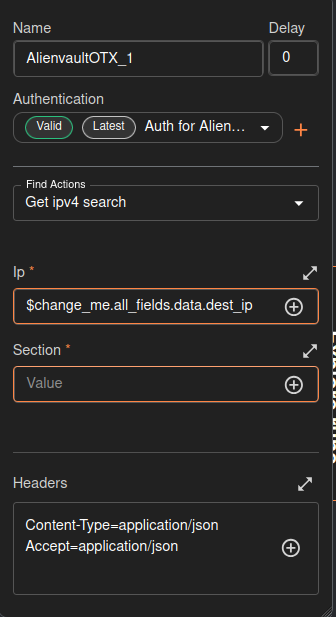 Name
Delay
AlienvaultOTX_1
0
Authentication
Valid
Latest
Auth for Alien...
Find Actions
Get ipv4 search
Ip *
$change_me.all_fields.data.dest_ip
Section *
Value
Headers
Content-Type=application/json
Accept=application/json